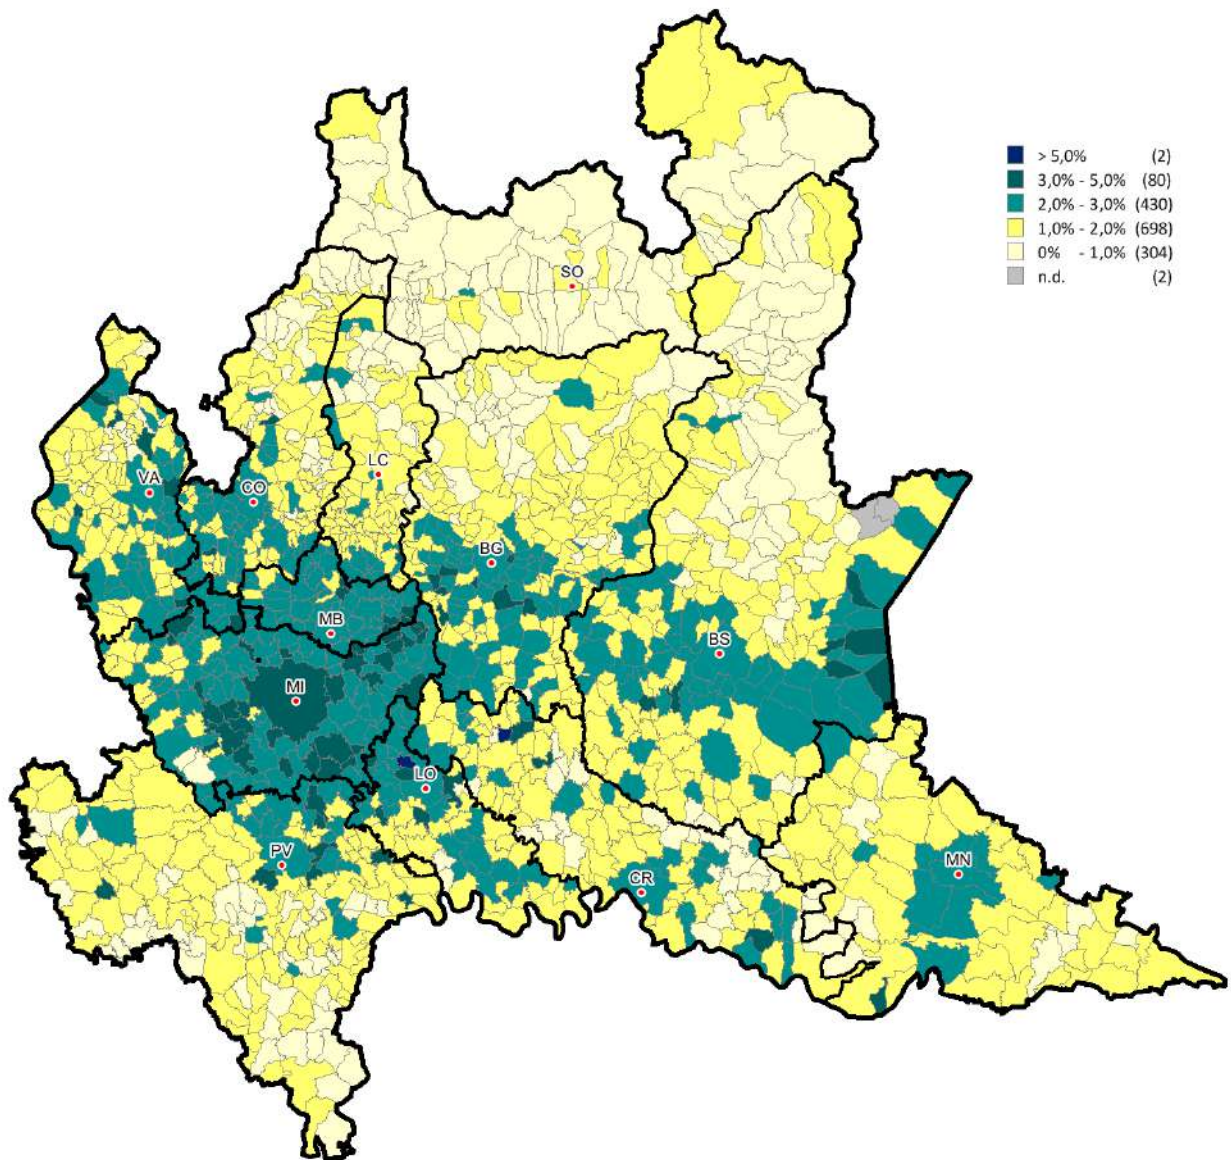 > 5,0% (2)
3,0% - 5,0% (80)
2,0% - 3,0% (430)
1,0% - 2,0% (698)
0% - 1,0% (304)
n.d. (2)
SO
LC
VA
CO
BG
MB
BS
MI
LO
PV
CR
MN